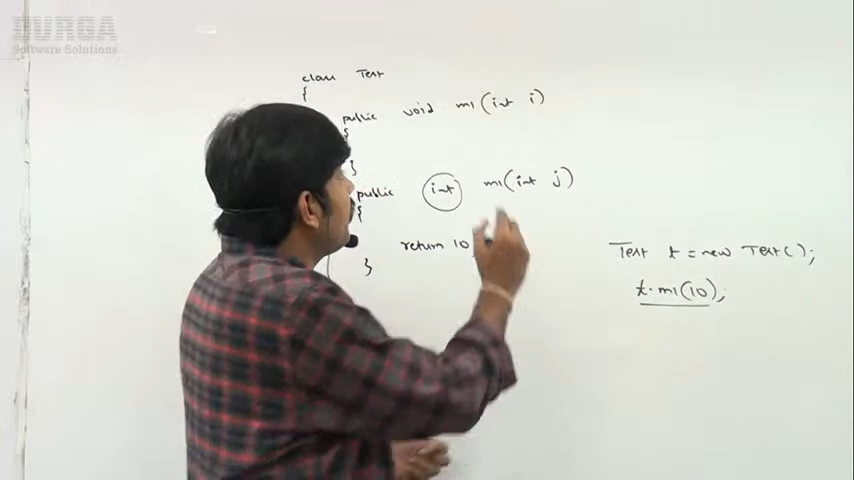 DURGA
Software Solutions
class Test
{
public void m1(int i)
{
}
public int m1(int j)
{
return 10
}
Test t = new Test();
t.m1(10);